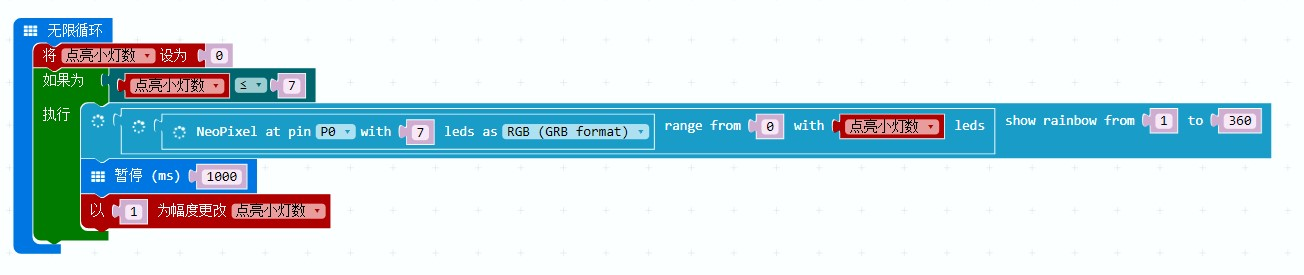 无限循环
将 点亮小灯数 设为 0
如果为 点亮小灯数 ≤ 7
执行 NeoPixel at pin P0 with 7 leds as RGB (GRB format) range from 0 with 点亮小灯数 leds show rainbow from 1 to 360
暂停 (ms) 1000
以 1 为幅度更改 点亮小灯数